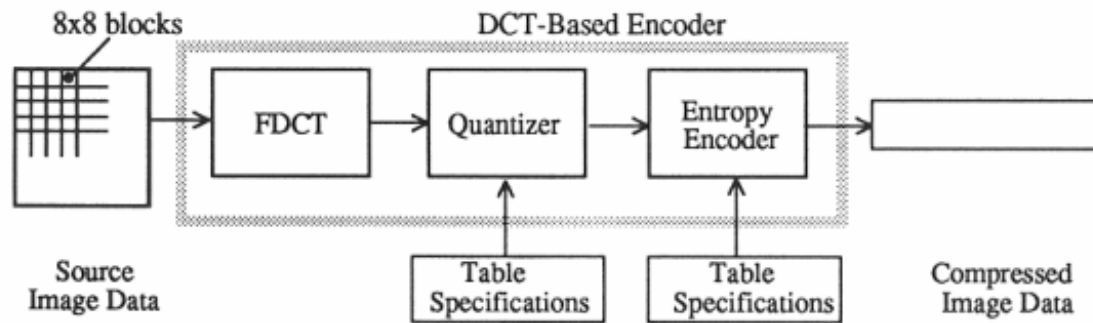 8x8 blocks
DCT-Based Encoder
FDCT
Quantizer
Entropy
Encoder
Source
Image Data
Table
Specifications
Table
Specifications
Compressed
Image Data